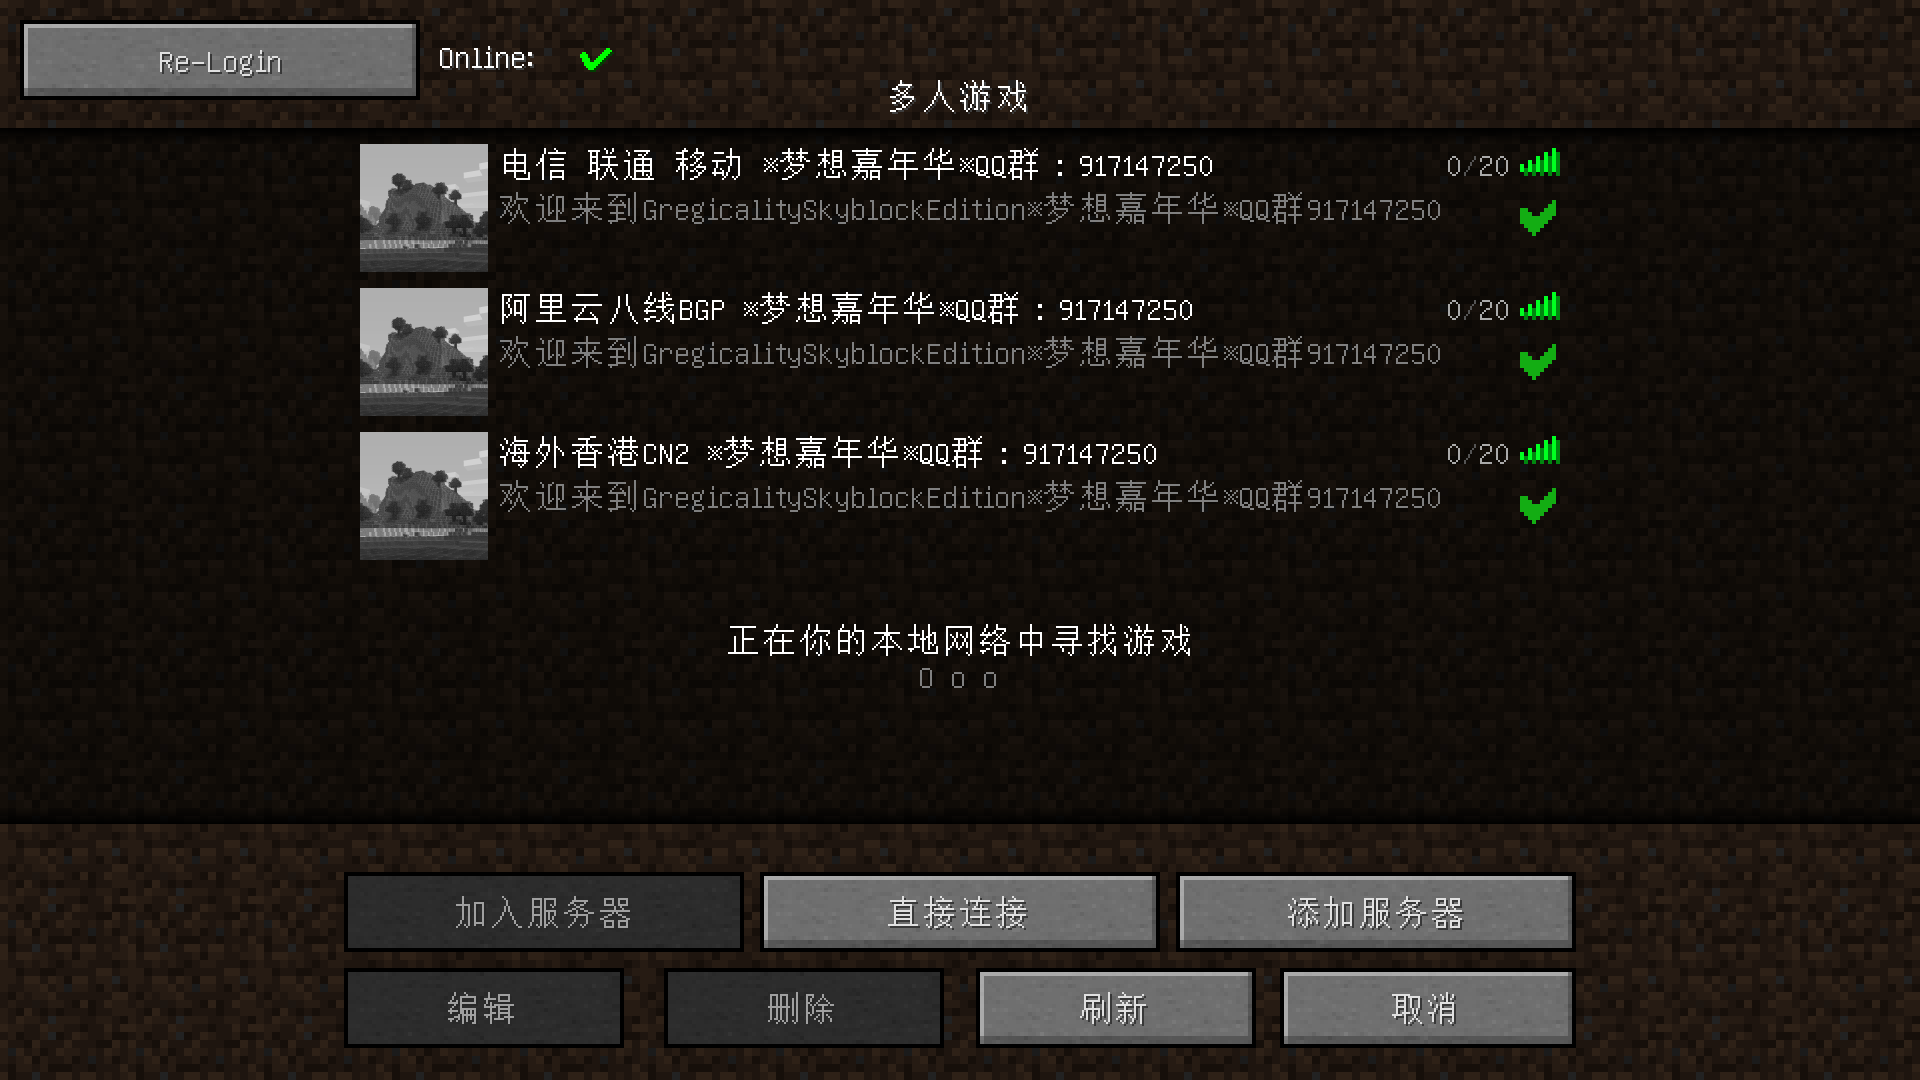 Re-Login
Online:
多人游戏
电信 联通 移动 ※梦想嘉年华※QQ群：917147250
0/20
欢迎来到GregicalitySkyblockEdition※梦想嘉年华※QQ群917147250
阿里云八线BGP ※梦想嘉年华※QQ群：917147250
0/20
欢迎来到GregicalitySkyblockEdition※梦想嘉年华※QQ群917147250
海外香港CN2 ※梦想嘉年华※QQ群：917147250
0/20
欢迎来到GregicalitySkyblockEdition※梦想嘉年华※QQ群917147250
正在你的本地网络中寻找游戏
O o o
加入服务器
直接连接
添加服务器
编辑
删除
刷新
取消